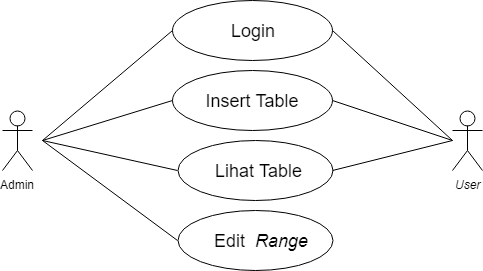 Login
Insert Table
Lihat Table
Edit Range
Admin
User